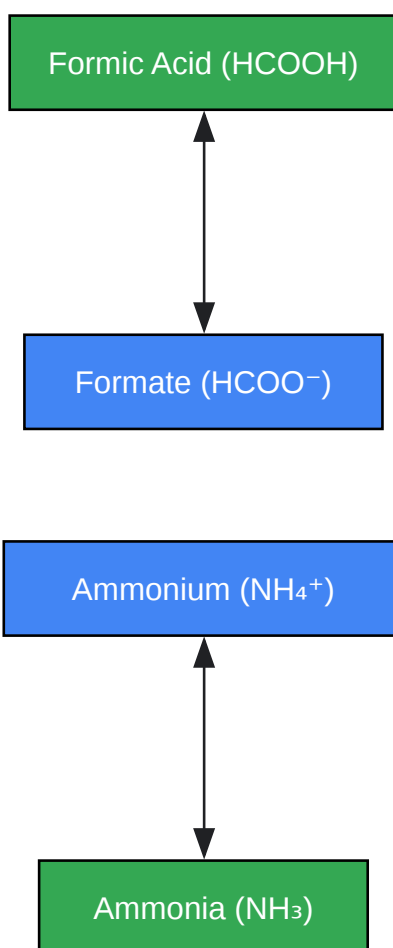 Formic Acid (HCOOH)
Formate (HCOO⁻)
Ammonium (NH₄⁺)
Ammonia (NH₃)